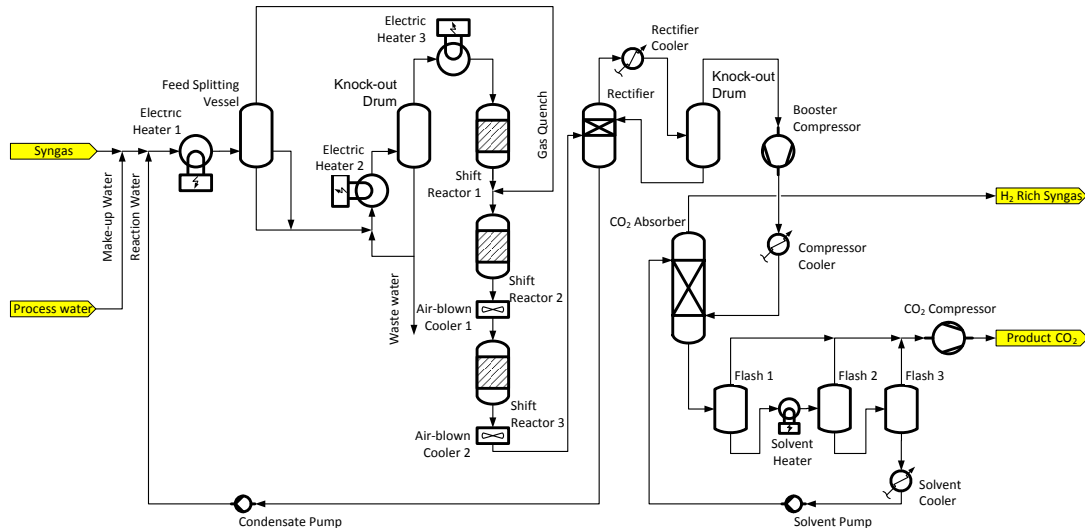 Electric
Heater 3
Rectifier
Cooler
Feed Splitting
Vessel
Knock-out
Drum
Rectifier
Knock-out
Drum
Electric
Heater 1
Booster
Compressor
Syngas
Electric
Heater 2
Gas Quench
Shift
Reactor 1
Make-up Water
Reaction Water
H₂ Rich Syngas
CO₂ Absorber
Compressor
Cooler
Shift
Reactor 2
Process water
Air-blown
Cooler 1
Waste water
CO₂ Compressor
Product CO₂
Flash 1
Flash 2
Flash 3
Shift
Reactor 3
Air-blown
Cooler 2
Solvent
Heater
Solvent
Cooler
Condensate Pump
Solvent Pump